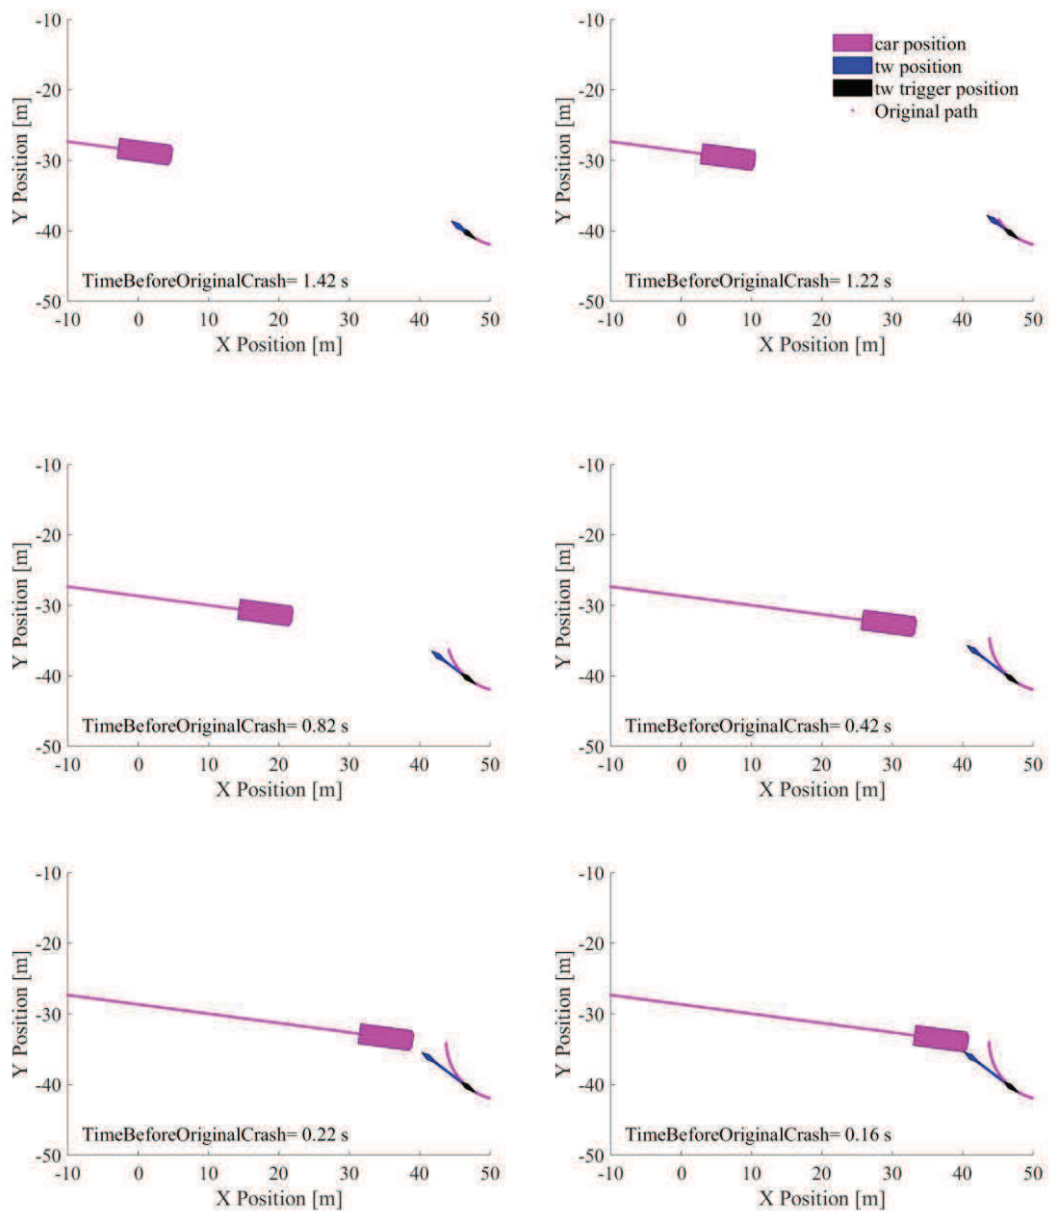 -10
-20
-30
-40
-50
Y Position [m]
TimeBeforeOriginalCrash= 1.42 s
-10 0 10 20 30 40 50
X Position [m]
-10
-20
-30
-40
-50
Y Position [m]
car position
tw position
tw trigger position
Original path
TimeBeforeOriginalCrash= 1.22 s
-10 0 10 20 30 40 50
X Position [m]
-10
-20
-30
-40
-50
Y Position [m]
TimeBeforeOriginalCrash= 0.82 s
-10 0 10 20 30 40 50
X Position [m]
-10
-20
-30
-40
-50
Y Position [m]
TimeBeforeOriginalCrash= 0.42 s
-10 0 10 20 30 40 50
X Position [m]
-10
-20
-30
-40
-50
Y Position [m]
TimeBeforeOriginalCrash= 0.22 s
-10 0 10 20 30 40 50
X Position [m]
-10
-20
-30
-40
-50
Y Position [m]
TimeBeforeOriginalCrash= 0.16 s
-10 0 10 20 30 40 50
X Position [m]